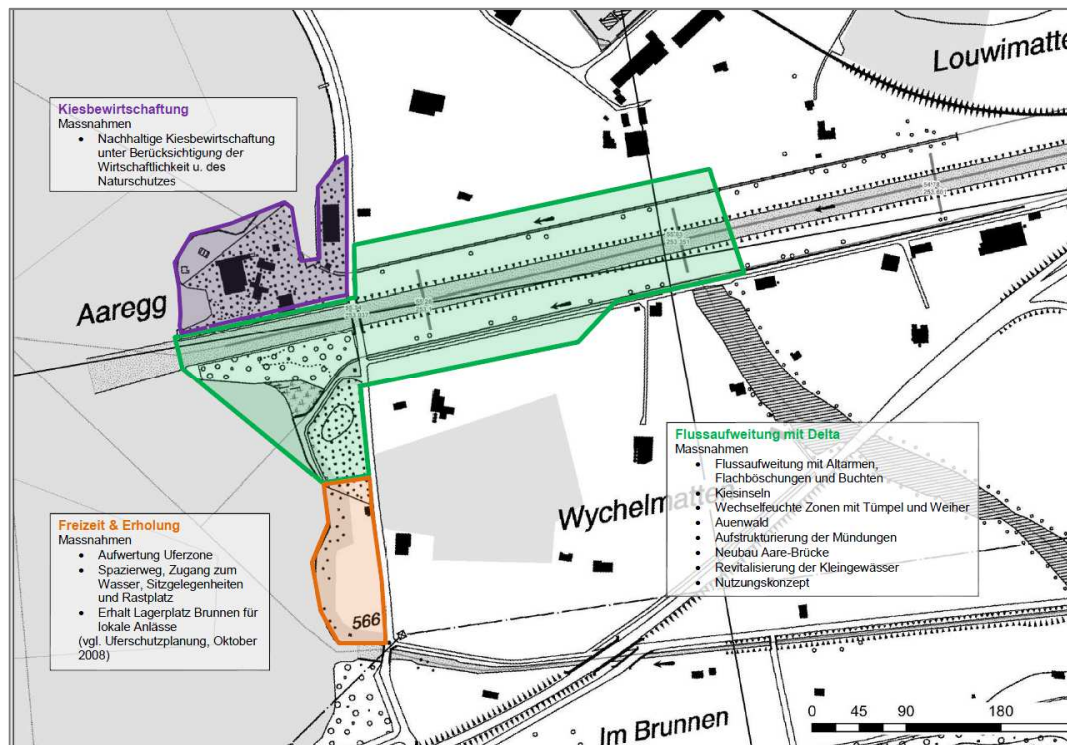 Louwimatte
Kiesbewirtschaftung
Massnahmen
• Nachhaltige Kiesbewirtschaftung
unter Berücksichtigung der
Wirtschaftlichkeit u. des
Naturschutzes
Aaregg
Flussaufweitung mit Delta
Massnahmen
• Flussaufweitung mit Altarmen,
Flachböschungen und Buchten
• Kiesinseln
• Wechselfeuchte Zonen mit Tümpel und Weiher
• Auenwald
• Aufstrukturierung der Mündungen
• Neubau Aare-Brücke
• Revitalisierung der Kleingewässer
• Nutzungskonzept
Wychelmatten
Freizeit & Erholung
Massnahmen
• Aufwertung Uferzone
• Spazierweg, Zugang zum
Wasser, Sitzgelegenheiten
und Rastplatz
• Erhalt Lagerplatz Brunnen für
lokale Anlässe
(vgl. Uferschutzplanung, Oktober
2008)
566
Im Brunnen
0 45 90 180